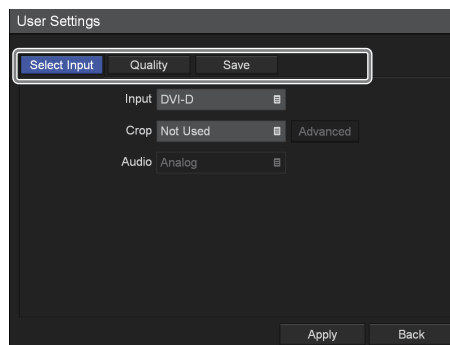 User Settings
Select Input Quality Save
Input DVI-D
Crop Not Used Advanced
Audio Analog
Apply Back